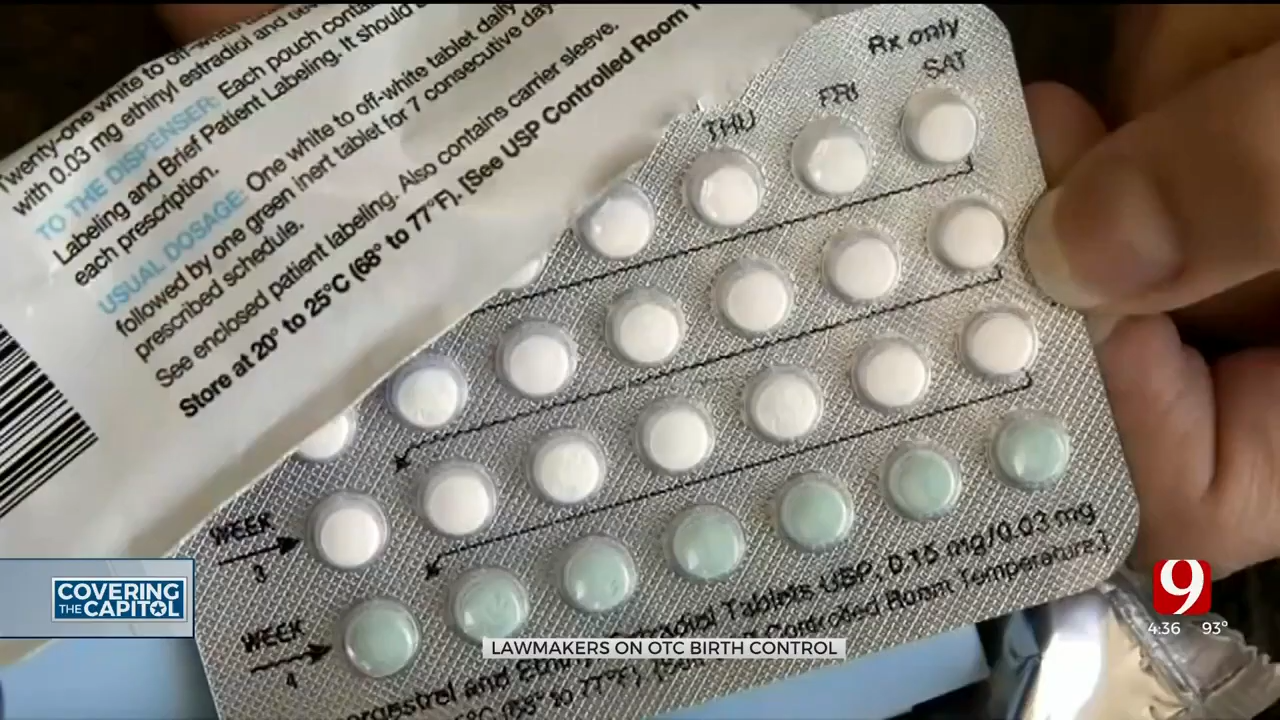 Twenty-one white to off-white
with 0.03 mg ethinyl estradiol and
TO THE DISPENSER: Each pouch
Labeling and Brief Patient Labeling. It should
each prescription.
USUAL DOSAGE: One white to off-white tablet daily
followed by one green inert tablet for 7 consecutive
prescribed schedule.
See enclosed patient labeling. Also contains carrier sleeve.
Store at 20° to 25°C (68° to 77°F). [See USP Controlled Room
Rx only
THU FRI SAT
WEEK
3
WEEK
4
and Tablets USP, 0.15 mg/0.03 mg
Controlled Room Temperature.]
COVERING
THE CAPITOL
LAWMAKERS ON OTC BIRTH CONTROL
9
4:36 93°